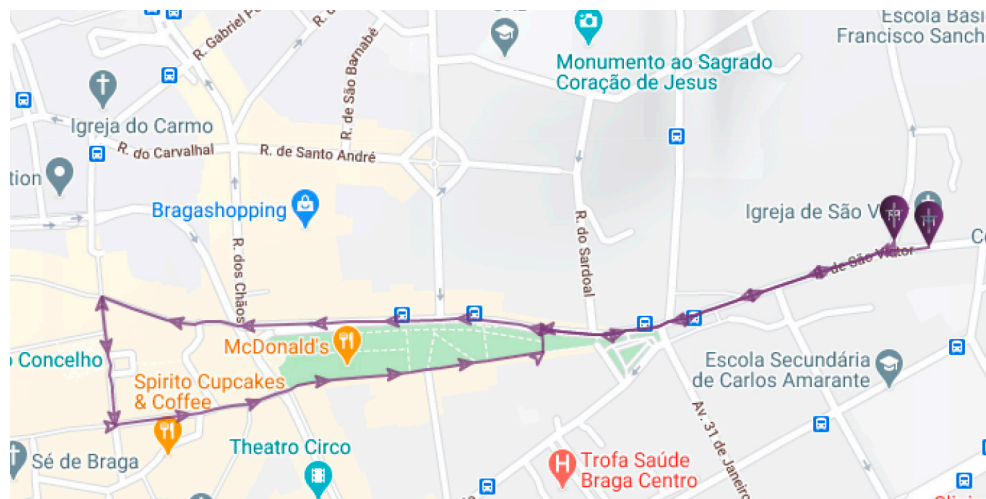 Escola Bási
Francisco Sanch
R. Gabriel P
R. de São Barnabé
Monumento ao Sagrado
Coração de Jesus
Igreja do Carmo
R. do Carvalhal
R. de Santo André
tion
Bragashopping
Igreja de São V
R. dos Chãos
R. do Sardoal
de São Victor
McDonald's
o Concelho
Spirito Cupcakes
& Coffee
Escola Secundária
de Carlos Amarante
Av. 31 de Janeiro
Theatro Circo
Sé de Braga
H
Trofa Saúde
Braga Centro